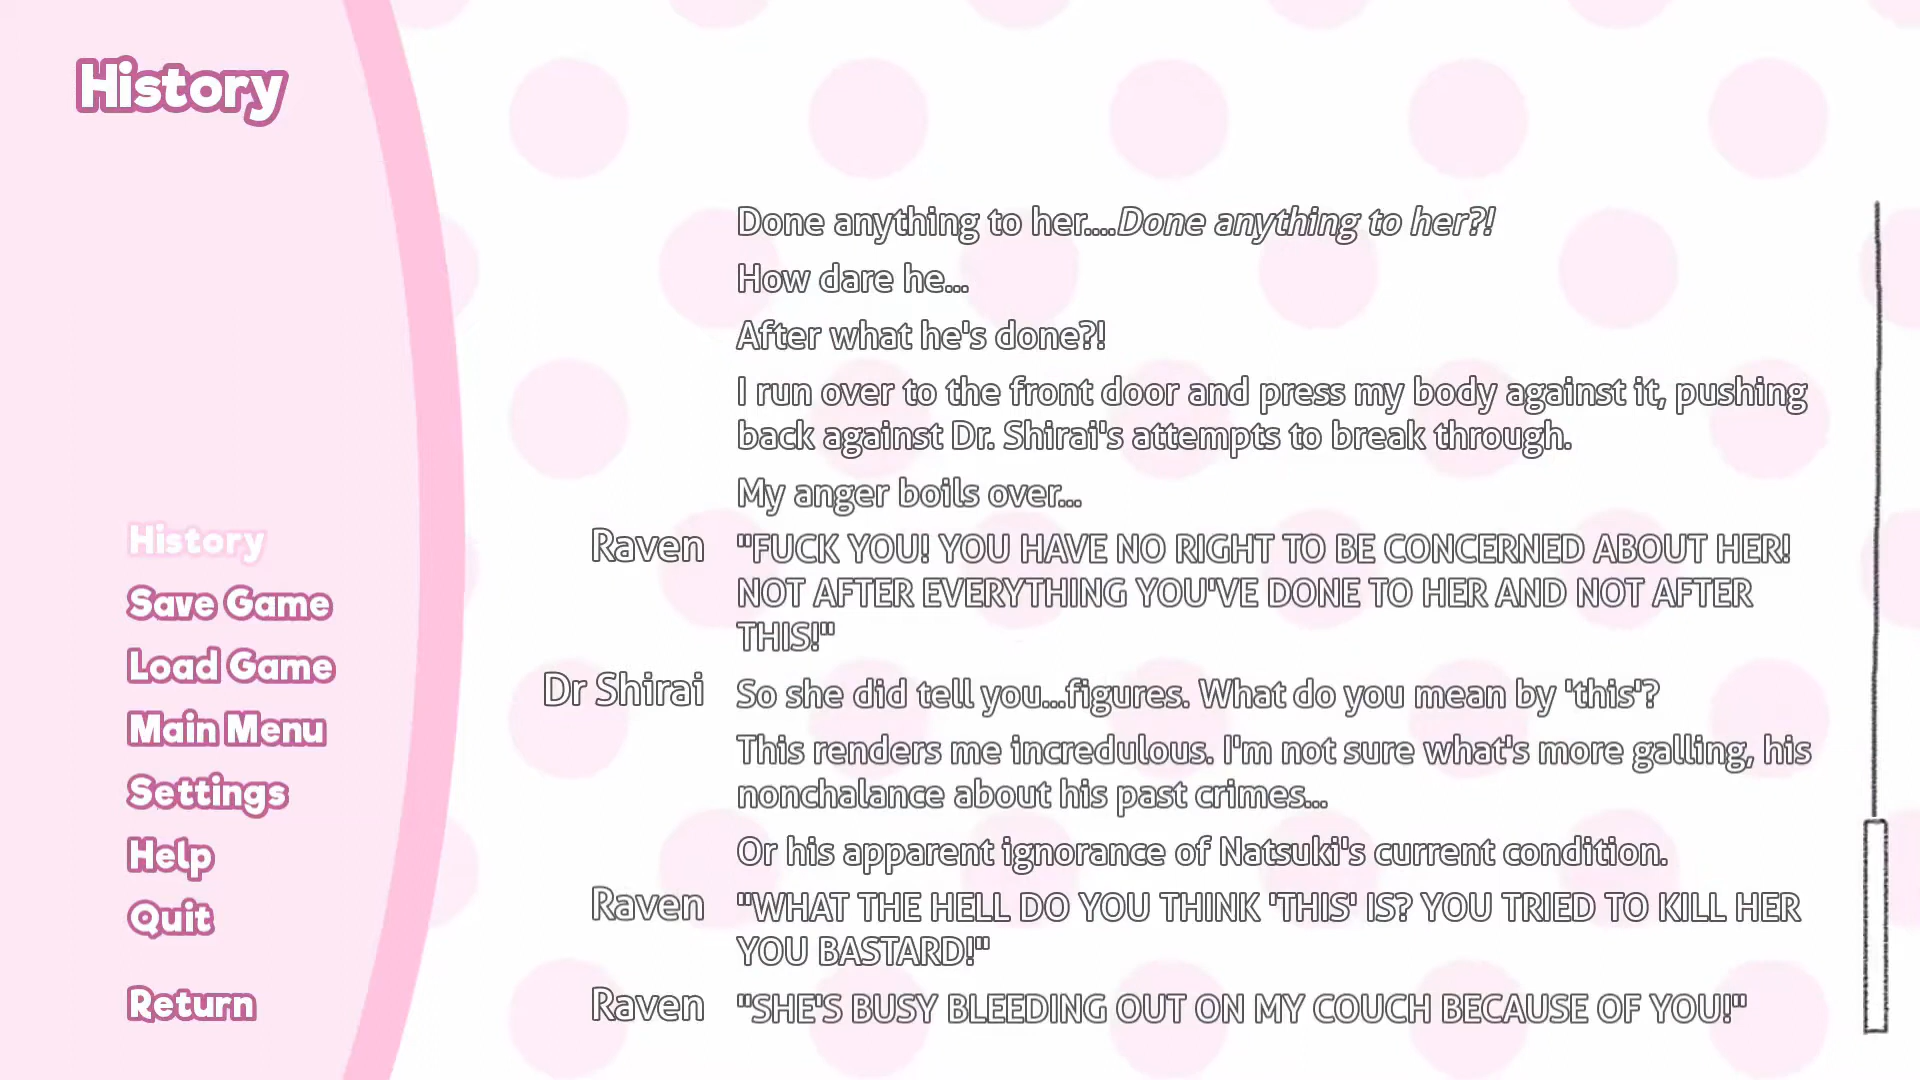 History
Done anything to her....Done anything to her?!
How dare he...
After what he's done?!
I run over to the front door and press my body against it, pushing
back against Dr. Shirai's attempts to break through.
My anger boils over...
Raven "FUCK YOU! YOU HAVE NO RIGHT TO BE CONCERNED ABOUT HER!
NOT AFTER EVERYTHING YOU'VE DONE TO HER AND NOT AFTER
THIS!"
Dr Shirai So she did tell you...figures. What do you mean by 'this'?
This renders me incredulous. I'm not sure what's more galling, his
nonchalance about his past crimes...
Or his apparent ignorance of Natsuki's current condition.
Raven "WHAT THE HELL DO YOU THINK 'THIS' IS? YOU TRIED TO KILL HER
YOU BASTARD!"
Raven "SHE'S BUSY BLEEDING OUT ON MY COUCH BECAUSE OF YOU!"
History
Save Game
Load Game
Main Menu
Settings
Help
Quit
Return